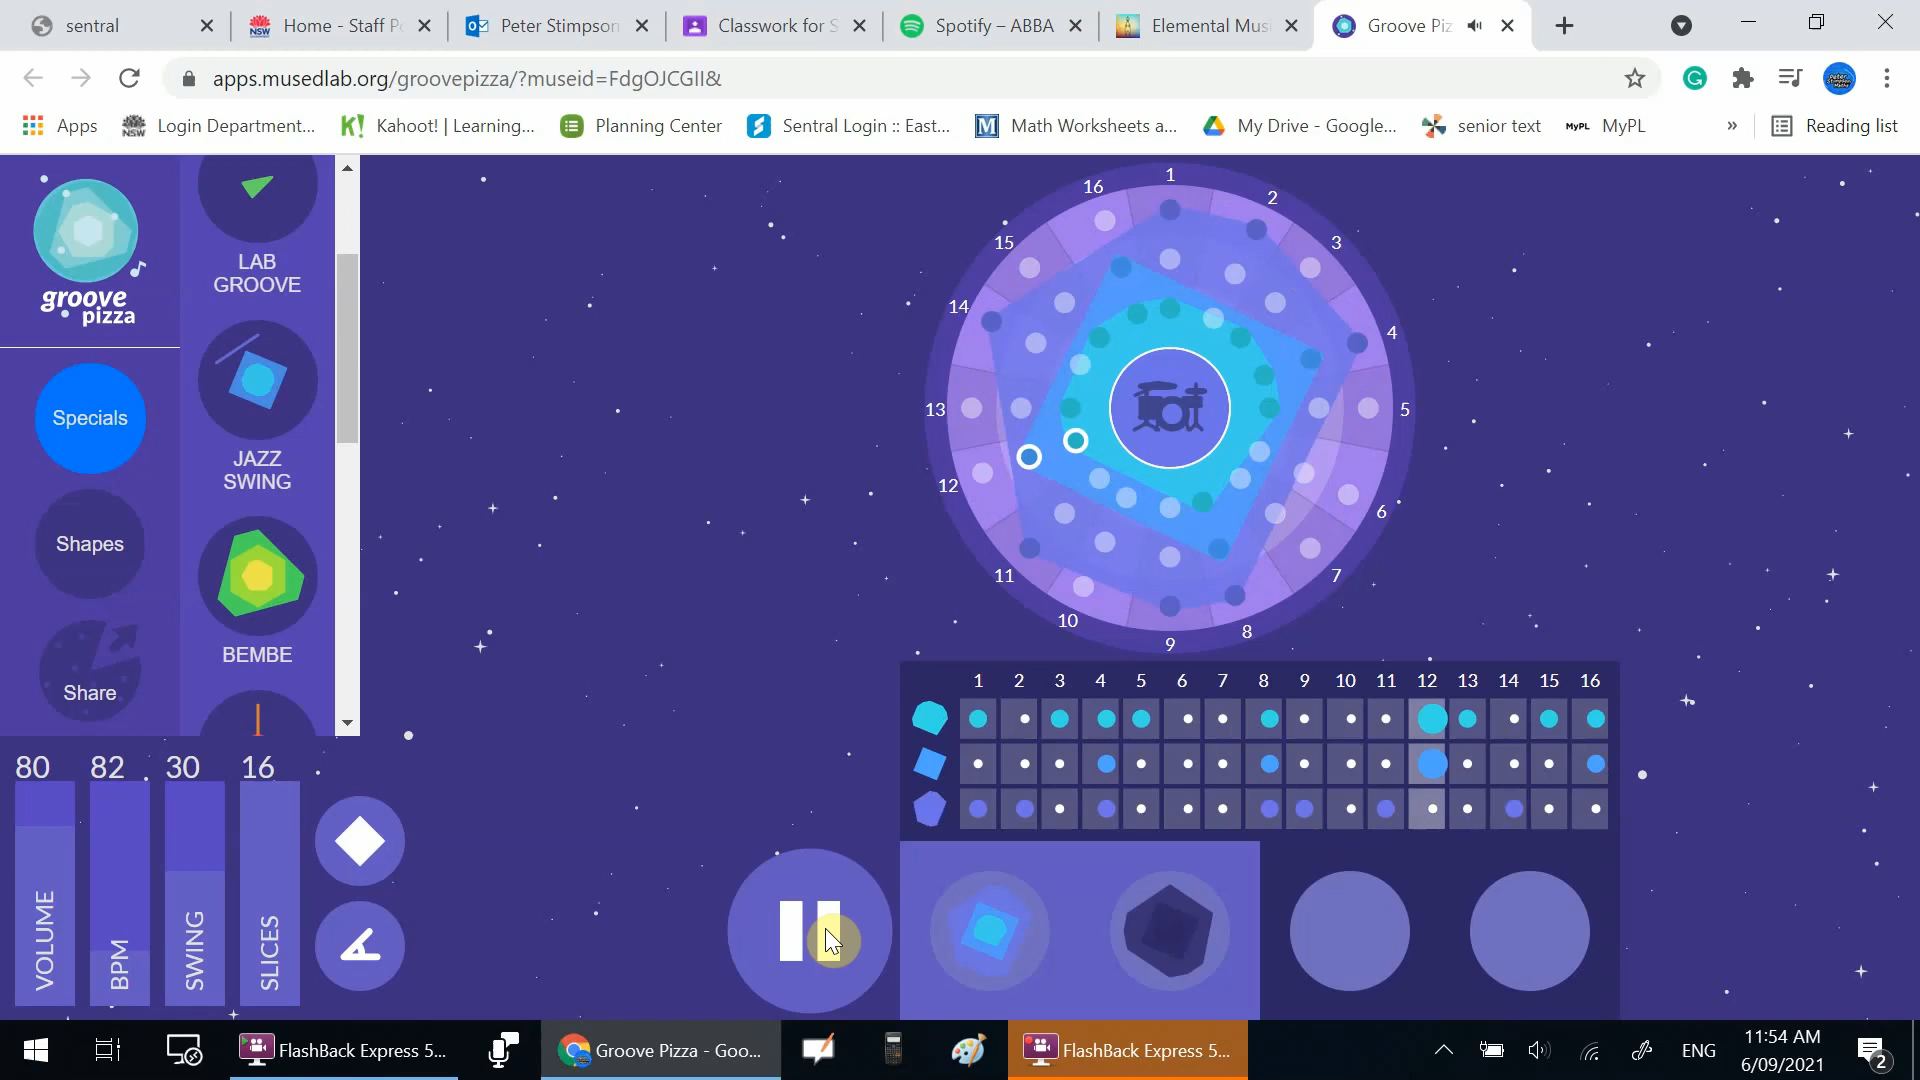 sentral
Home - Staff Po
Peter Stimpson
Classwork for S
Spotify – ABBA
Elemental Mus
Groove Piz
apps.musedlab.org/groovepizza/?museid=FdgOJCGlI&
Apps
Login Department...
K! Kahoot! | Learning...
Planning Center
Sentral Login :: East...
M Math Worksheets a...
My Drive - Google...
senior text
MyPL MyPL
»
Reading list
groove
pizza
Specials
Shapes
Share
LAB
GROOVE
JAZZ
SWING
BEMBE
1
2
3
4
5
6
7
8
9
10
11
12
13
14
15
16
1 2 3 4 5 6 7 8 9 10 11 12 13 14 15 16
80 82 30 16
VOLUME
BPM
SWING
SLICES
FlashBack Express 5...
Groove Pizza - Goo...
FlashBack Express 5...
ENG
11:54 AM
6/09/2021
2